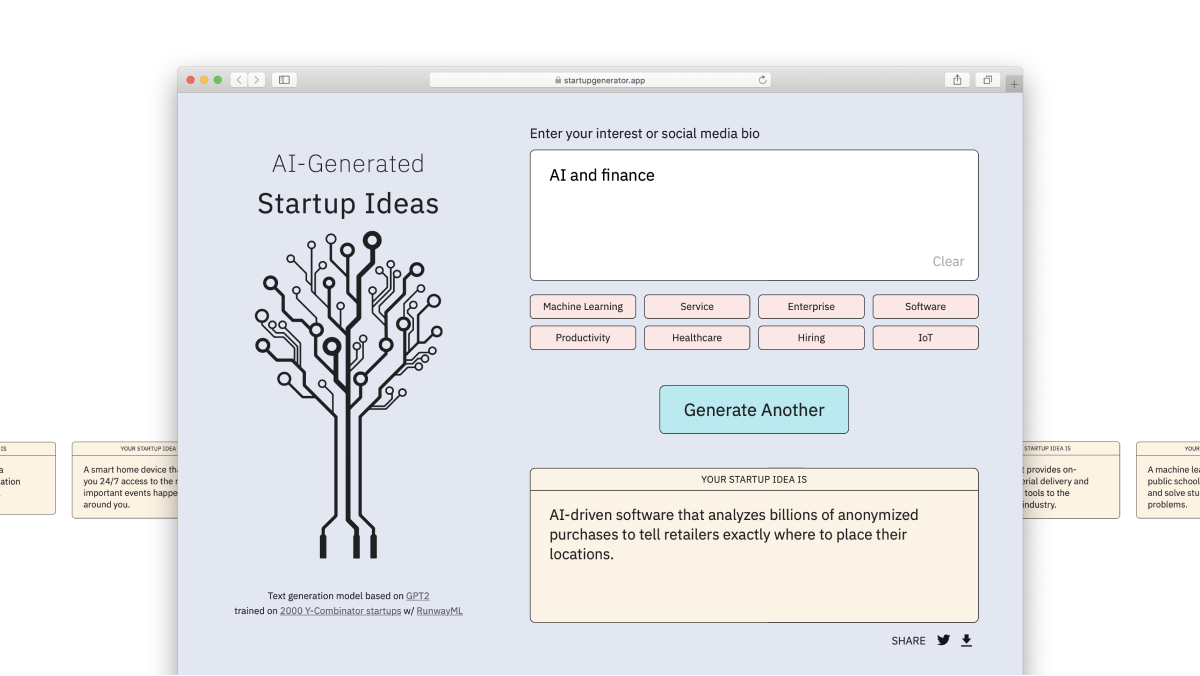 startupgenerator.app
AI-Generated
Startup Ideas
Text generation model based on GPT2
trained on 2000 Y-Combinator startups w/ RunwayML
Enter your interest or social media bio
AI and finance
Clear
Machine Learning
Service
Enterprise
Software
Productivity
Healthcare
Hiring
IoT
Generate Another
YOUR STARTUP IDEA IS
AI-driven software that analyzes billions of anonymized
purchases to tell retailers exactly where to place their
locations.
SHARE
IS
a
ation
YOUR STARTUP IDEA
A smart home device tha
you 24/7 access to the
important events happe
around you.
STARTUP IDEA IS
t provides on-
erial delivery and
tools to the
industry.
YOUR
A machine lea
public school
and solve stu
problems.